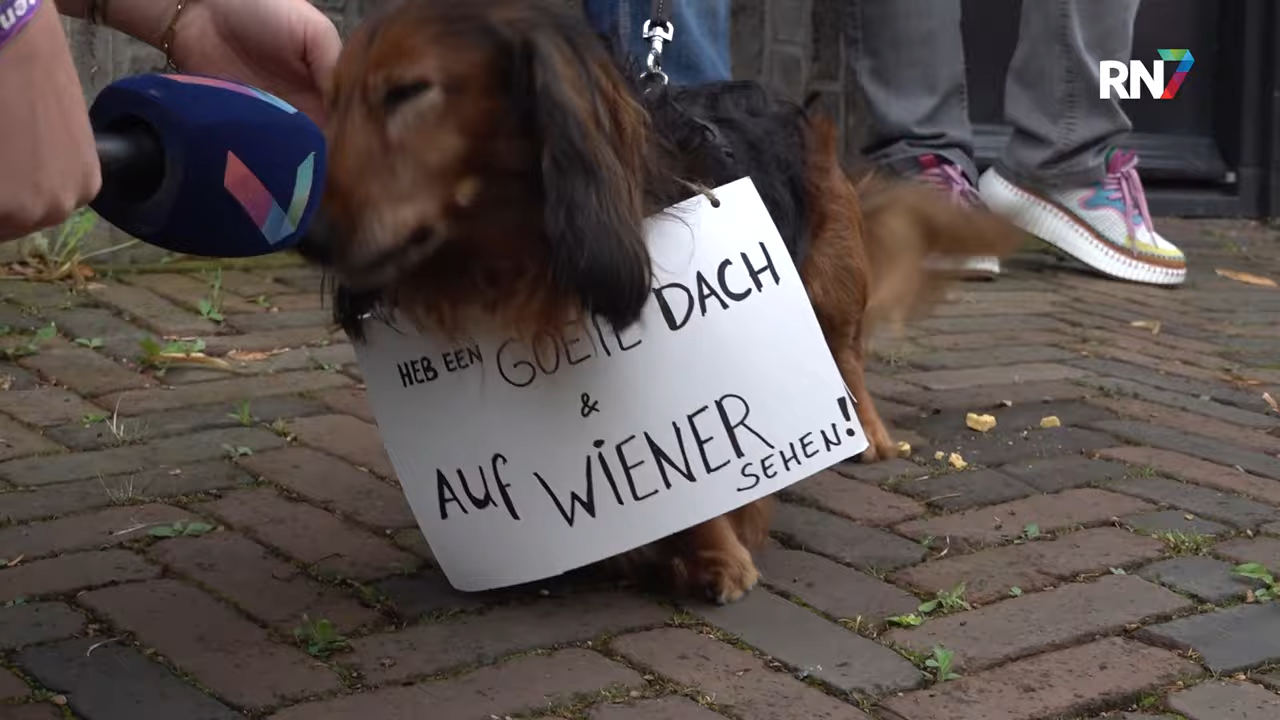 RN7
HEB EEN GOEIE DACH
&
AUF WIENER
SEHEN!